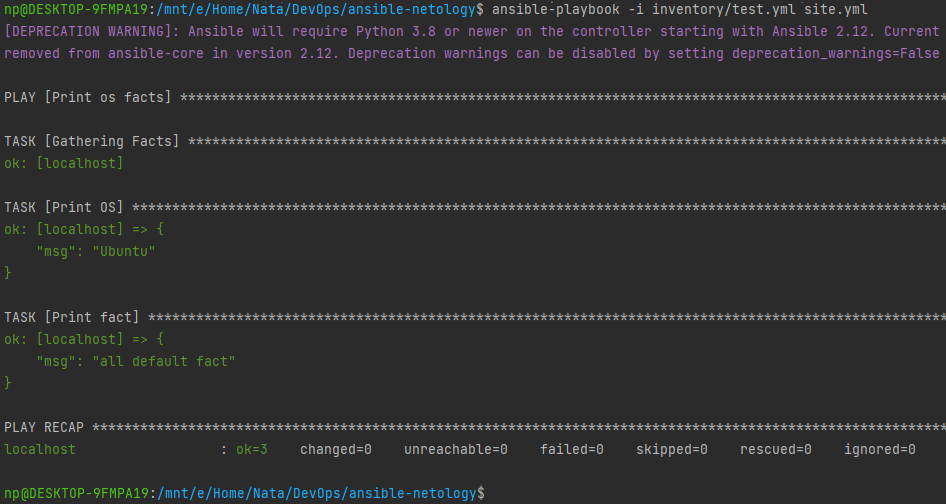 np@DESKTOP-9FMPA19:/mnt/e/Home/Nata/DevOps/ansible-netology$ ansible-playbook -i inventory/test.yml site.yml
[DEPRECATION WARNING]: Ansible will require Python 3.8 or newer on the controller starting with Ansible 2.12. Current
removed from ansible-core in version 2.12. Deprecation warnings can be disabled by setting deprecation_warnings=False
PLAY [Print os facts] ************************************************************************************************
TASK [Gathering Facts] ***********************************************************************************************
ok: [localhost]
TASK [Print OS] ******************************************************************************************************
ok: [localhost] => {
    "msg": "Ubuntu"
}
TASK [Print fact] ****************************************************************************************************
ok: [localhost] => {
    "msg": "all default fact"
}
PLAY RECAP ***********************************************************************************************************
localhost                  : ok=3    changed=0    unreachable=0    failed=0    skipped=0    rescued=0    ignored=0
np@DESKTOP-9FMPA19:/mnt/e/Home/Nata/DevOps/ansible-netology$